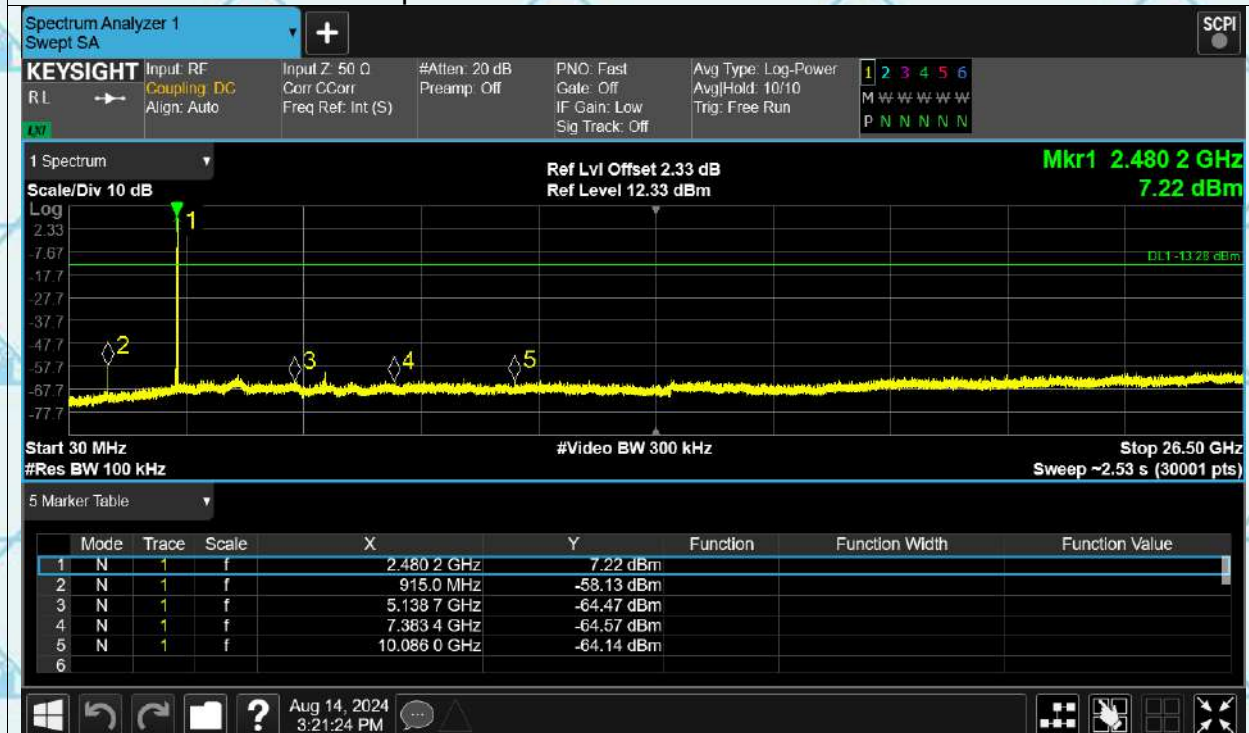 Spectrum Analyzer 1
Swept SA
+
SCPI
KEYSIGHT
RL
LXI
Input: RF
Coupling: DC
Align: Auto
Input Z: 50 Ω
Corr CCorr
Freq Ref: Int (S)
#Atten: 20 dB
Preamp: Off
PNO: Fast
Gate: Off
IF Gain: Low
Sig Track: Off
Avg Type: Log-Power
Avg|Hold: 10/10
Trig: Free Run
1 2 3 4 5 6
M W W W W W
P N N N N N
1 Spectrum
Scale/Div 10 dB
Ref Lvl Offset 2.33 dB
Ref Level 12.33 dBm
Mkr1 2.480 2 GHz
7.22 dBm
Log
2.33
-7.67
-17.7
-27.7
-37.7
-47.7
-57.7
-67.7
-77.7
1
2
3
4
5
DL1 -13.28 dBm
Start 30 MHz
#Video BW 300 kHz
Stop 26.50 GHz
#Res BW 100 kHz
Sweep ~2.53 s (30001 pts)
5 Marker Table
Mode Trace Scale X Y Function Function Width Function Value
1 N 1 f 2.480 2 GHz 7.22 dBm
2 N 1 f 915.0 MHz -58.13 dBm
3 N 1 f 5.138 7 GHz -64.47 dBm
4 N 1 f 7.383 4 GHz -64.57 dBm
5 N 1 f 10.086 0 GHz -64.14 dBm
6
?
Aug 14, 2024
3:21:24 PM